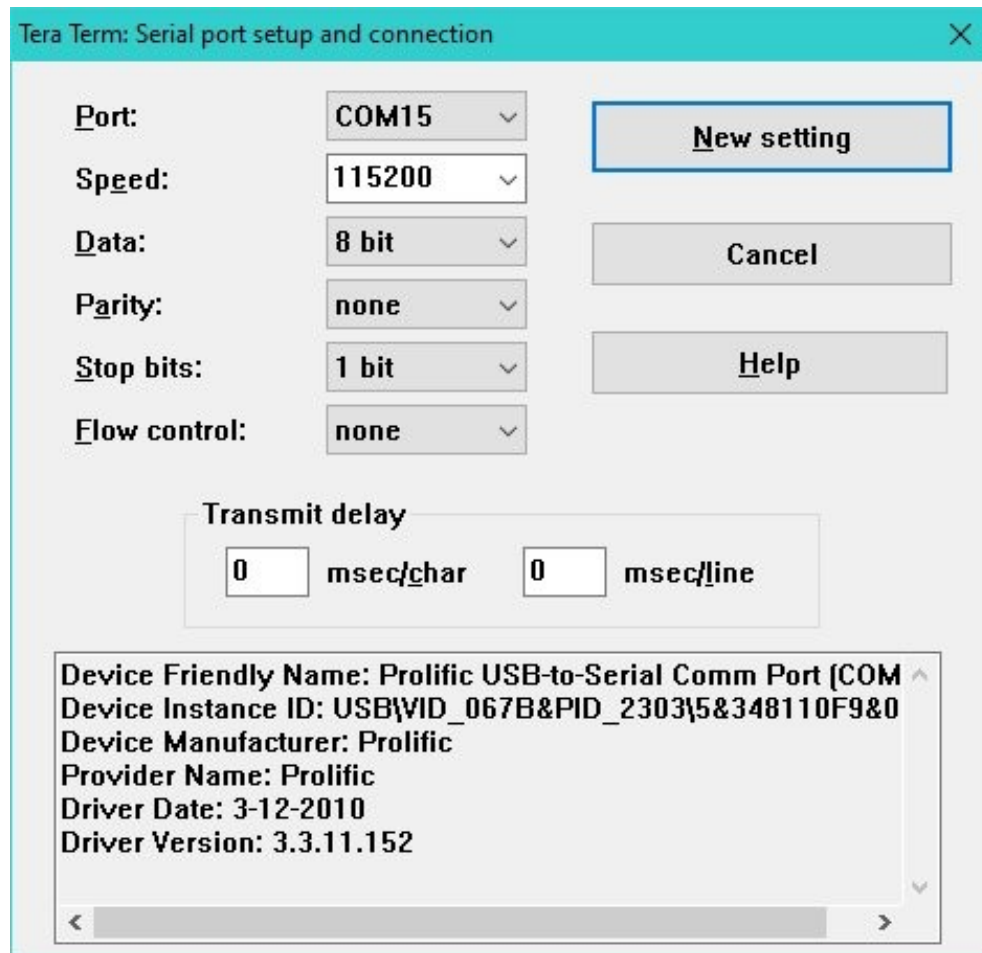 Tera Term: Serial port setup and connection
Port: COM15
New setting
Speed: 115200
Data: 8 bit
Cancel
Parity: none
Stop bits: 1 bit
Help
Flow control: none
Transmit delay
0 msec/char 0 msec/line
Device Friendly Name: Prolific USB-to-Serial Comm Port (COM
Device Instance ID: USB\VID_067B&PID_2303\5&348110F9&0
Device Manufacturer: Prolific
Provider Name: Prolific
Driver Date: 3-12-2010
Driver Version: 3.3.11.152